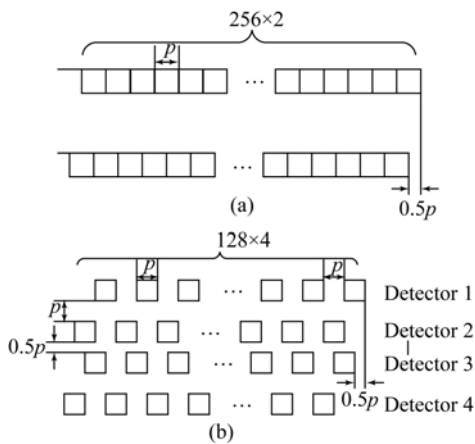 256×2
p
...
...
0.5p
(a)
128×4
p
p
... Detector 1
p
... Detector 2
0.5p
... Detector 3
0.5p
... Detector 4
(b)